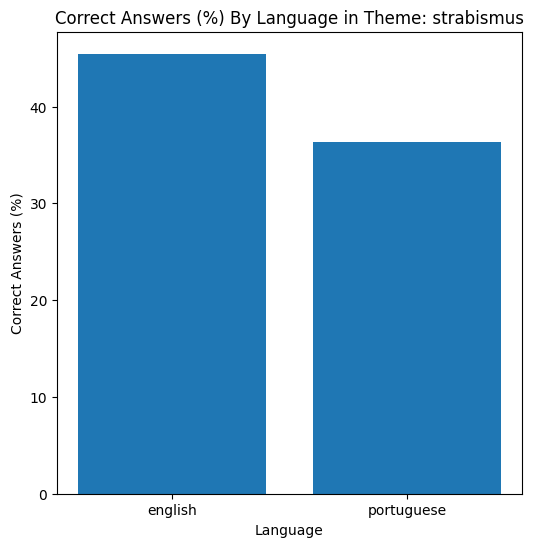 Correct Answers (%) By Language in Theme: strabismus
40
30
20
10
0
Correct Answers (%)
english
portuguese
Language